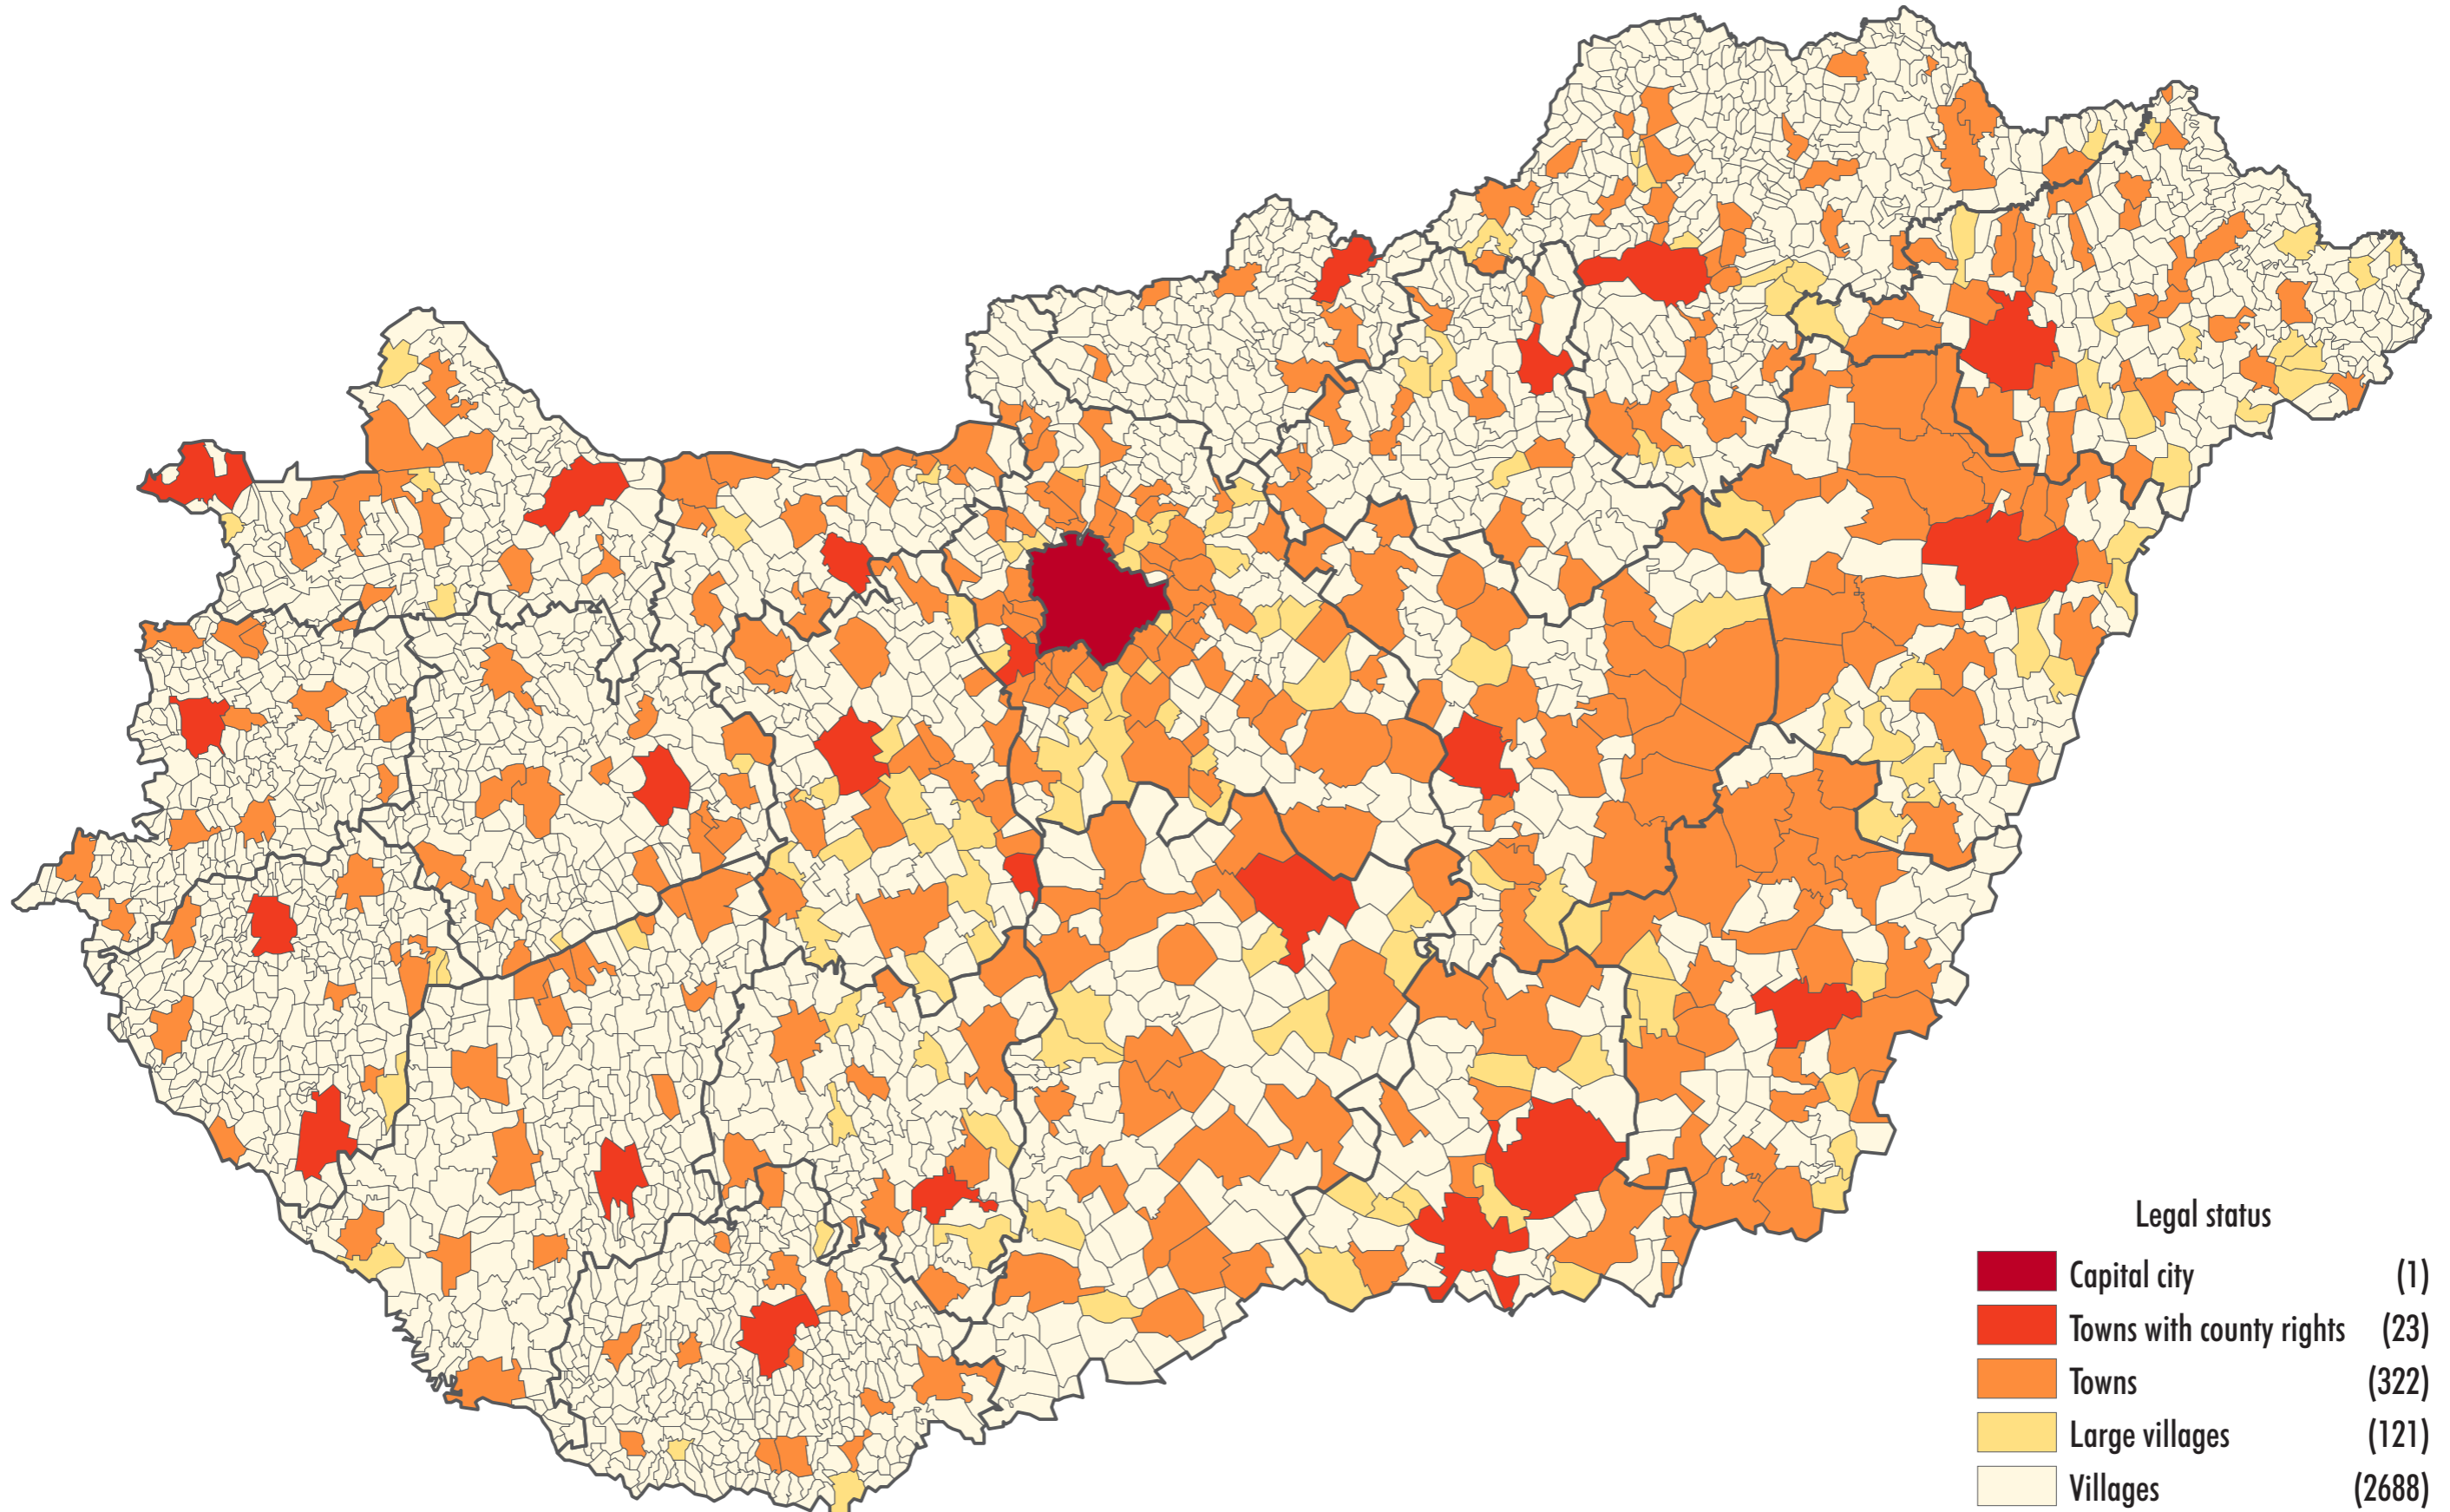 Legal status
Capital city (1)
Towns with county rights (23)
Towns (322)
Large villages (121)
Villages (2688)